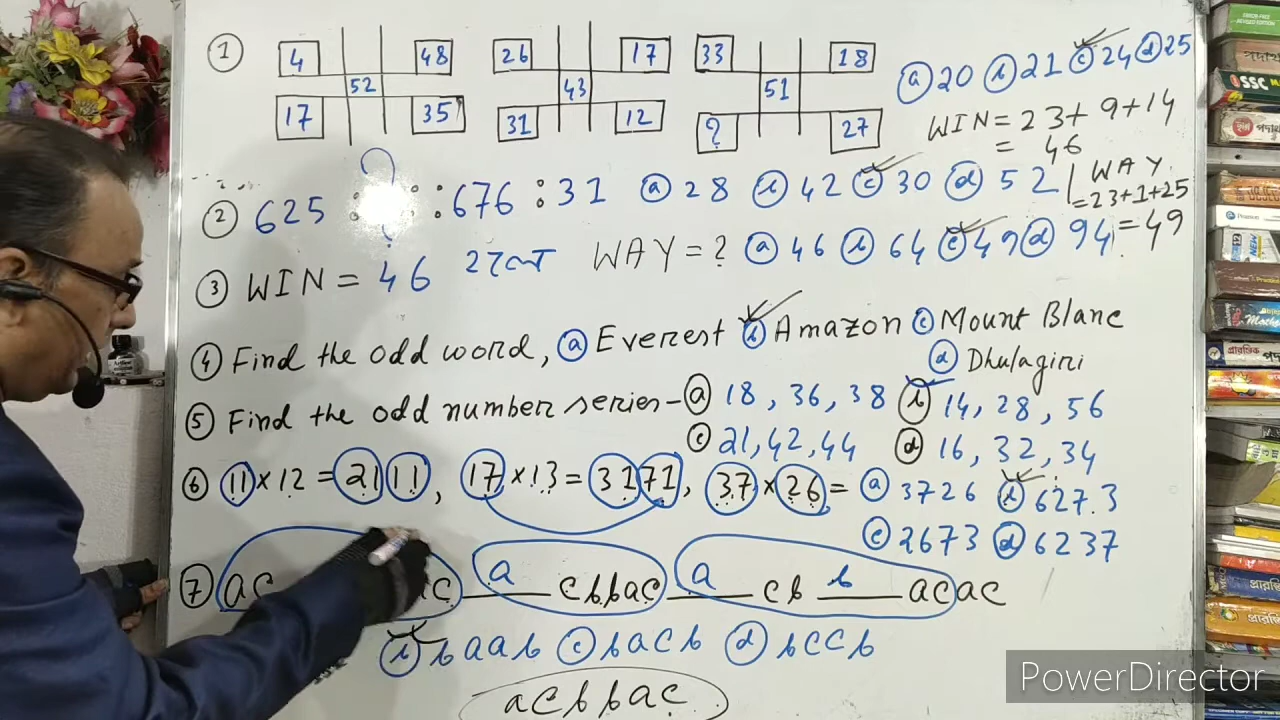 ① 4 48 26 17 33 18 ⓐ 20 ⓑ 21 ⓒ 24 ⓓ 25
52 43 51
17 35 31 12 ? 27
WIN = 23 + 9 + 14
= 46
② 625 : : : 676 : 31 ⓐ 28 ⓑ 42 ⓒ 30 ⓓ 52
WAY
= 23+1+25
= 49
③ WIN = 46 WAY = ? ⓐ 46 ⓑ 64 ⓒ 49 ⓓ 94
④ Find the odd word, ⓐ Everest ⓑ Amazon ⓒ Mount Blanc
ⓓ Dhulagiri
⑤ Find the odd number series - ⓐ 18, 36, 38 ⓑ 14, 28, 56
ⓒ 21, 42, 44 ⓓ 16, 32, 34
⑥ 11 × 12 = 2111, 17 × 13 = 3171, 37 × 26 = ⓐ 3726 ⓑ 6273
ⓒ 2673 ⓓ 6237
⑦ ac c a cbbac a cb b acac
ⓑ baab ⓒ bacb ⓓ bccb
acbbac
PowerDirector
SSC